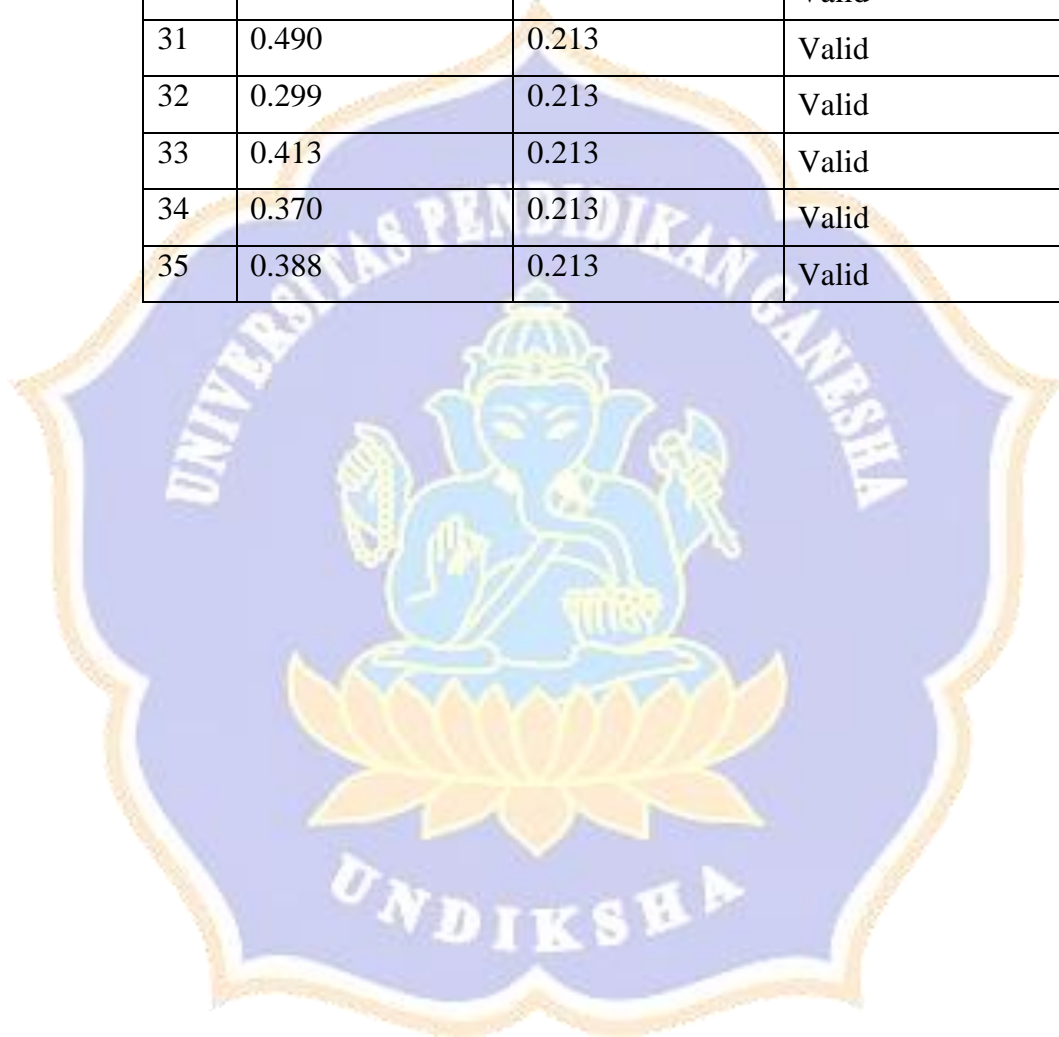 Valid
31 0.490 0.213 Valid
32 0.299 0.213 Valid
33 0.413 0.213 Valid
34 0.370 0.213 Valid
35 0.388 0.213 Valid
UNIVERSITAS PENDIDIKAN GANESHA
UNDIKSHA